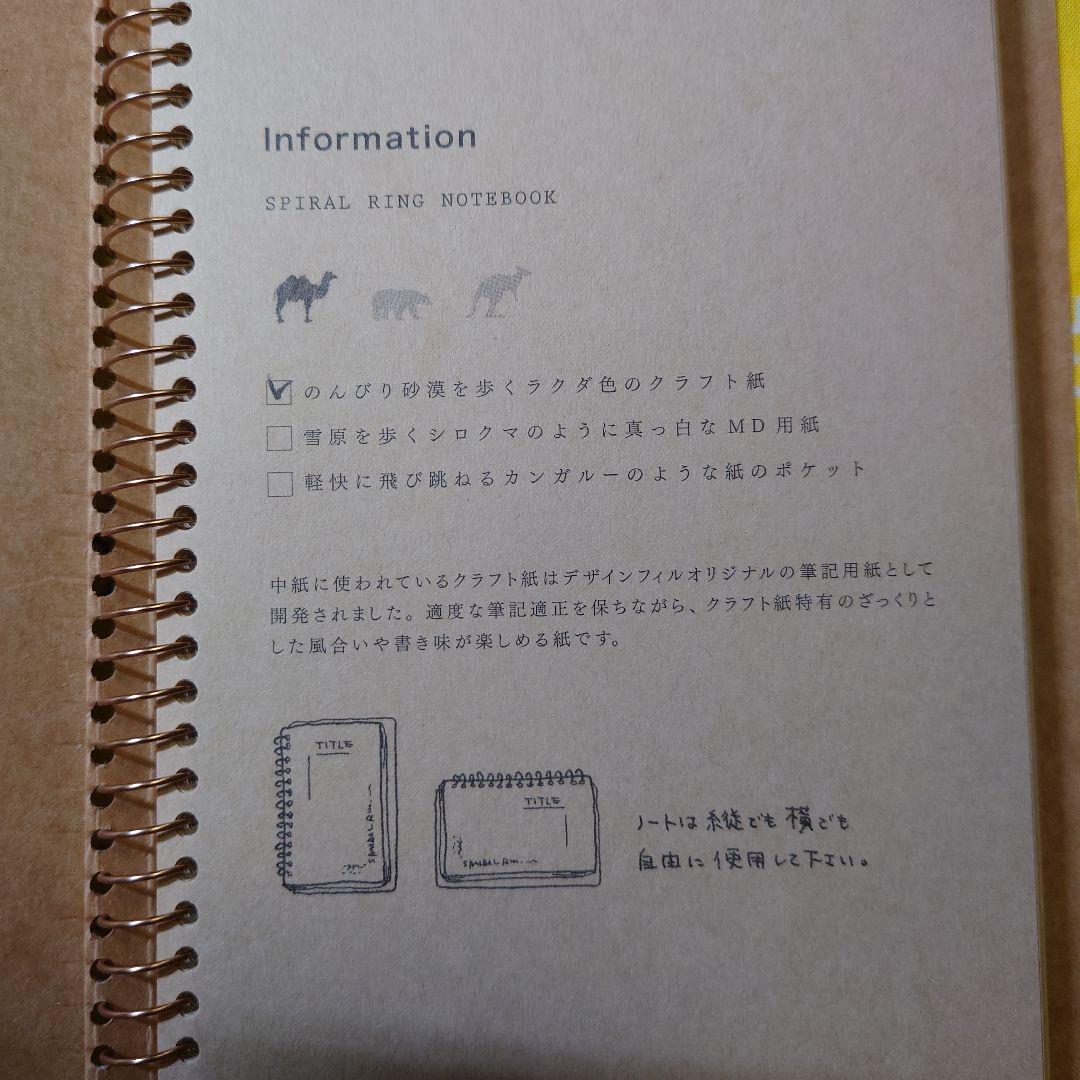 Information
SPIRAL RING NOTEBOOK
のんびり砂漠を歩くラクダ色のクラフト紙
雪原を歩くシロクマのように真っ白なMD用紙
軽快に飛び跳ねるカンガルーのような紙のポケット
中紙に使われているクラフト紙はデザインフィルオリジナルの筆記用紙として
開発されました。適度な筆記適正を保ちながら、クラフト紙特有のざっくりと
した風合いや書き味が楽しめる紙です。
TITLE
TITLE
ノートは縦でも横でも
自由に使用して下さい。